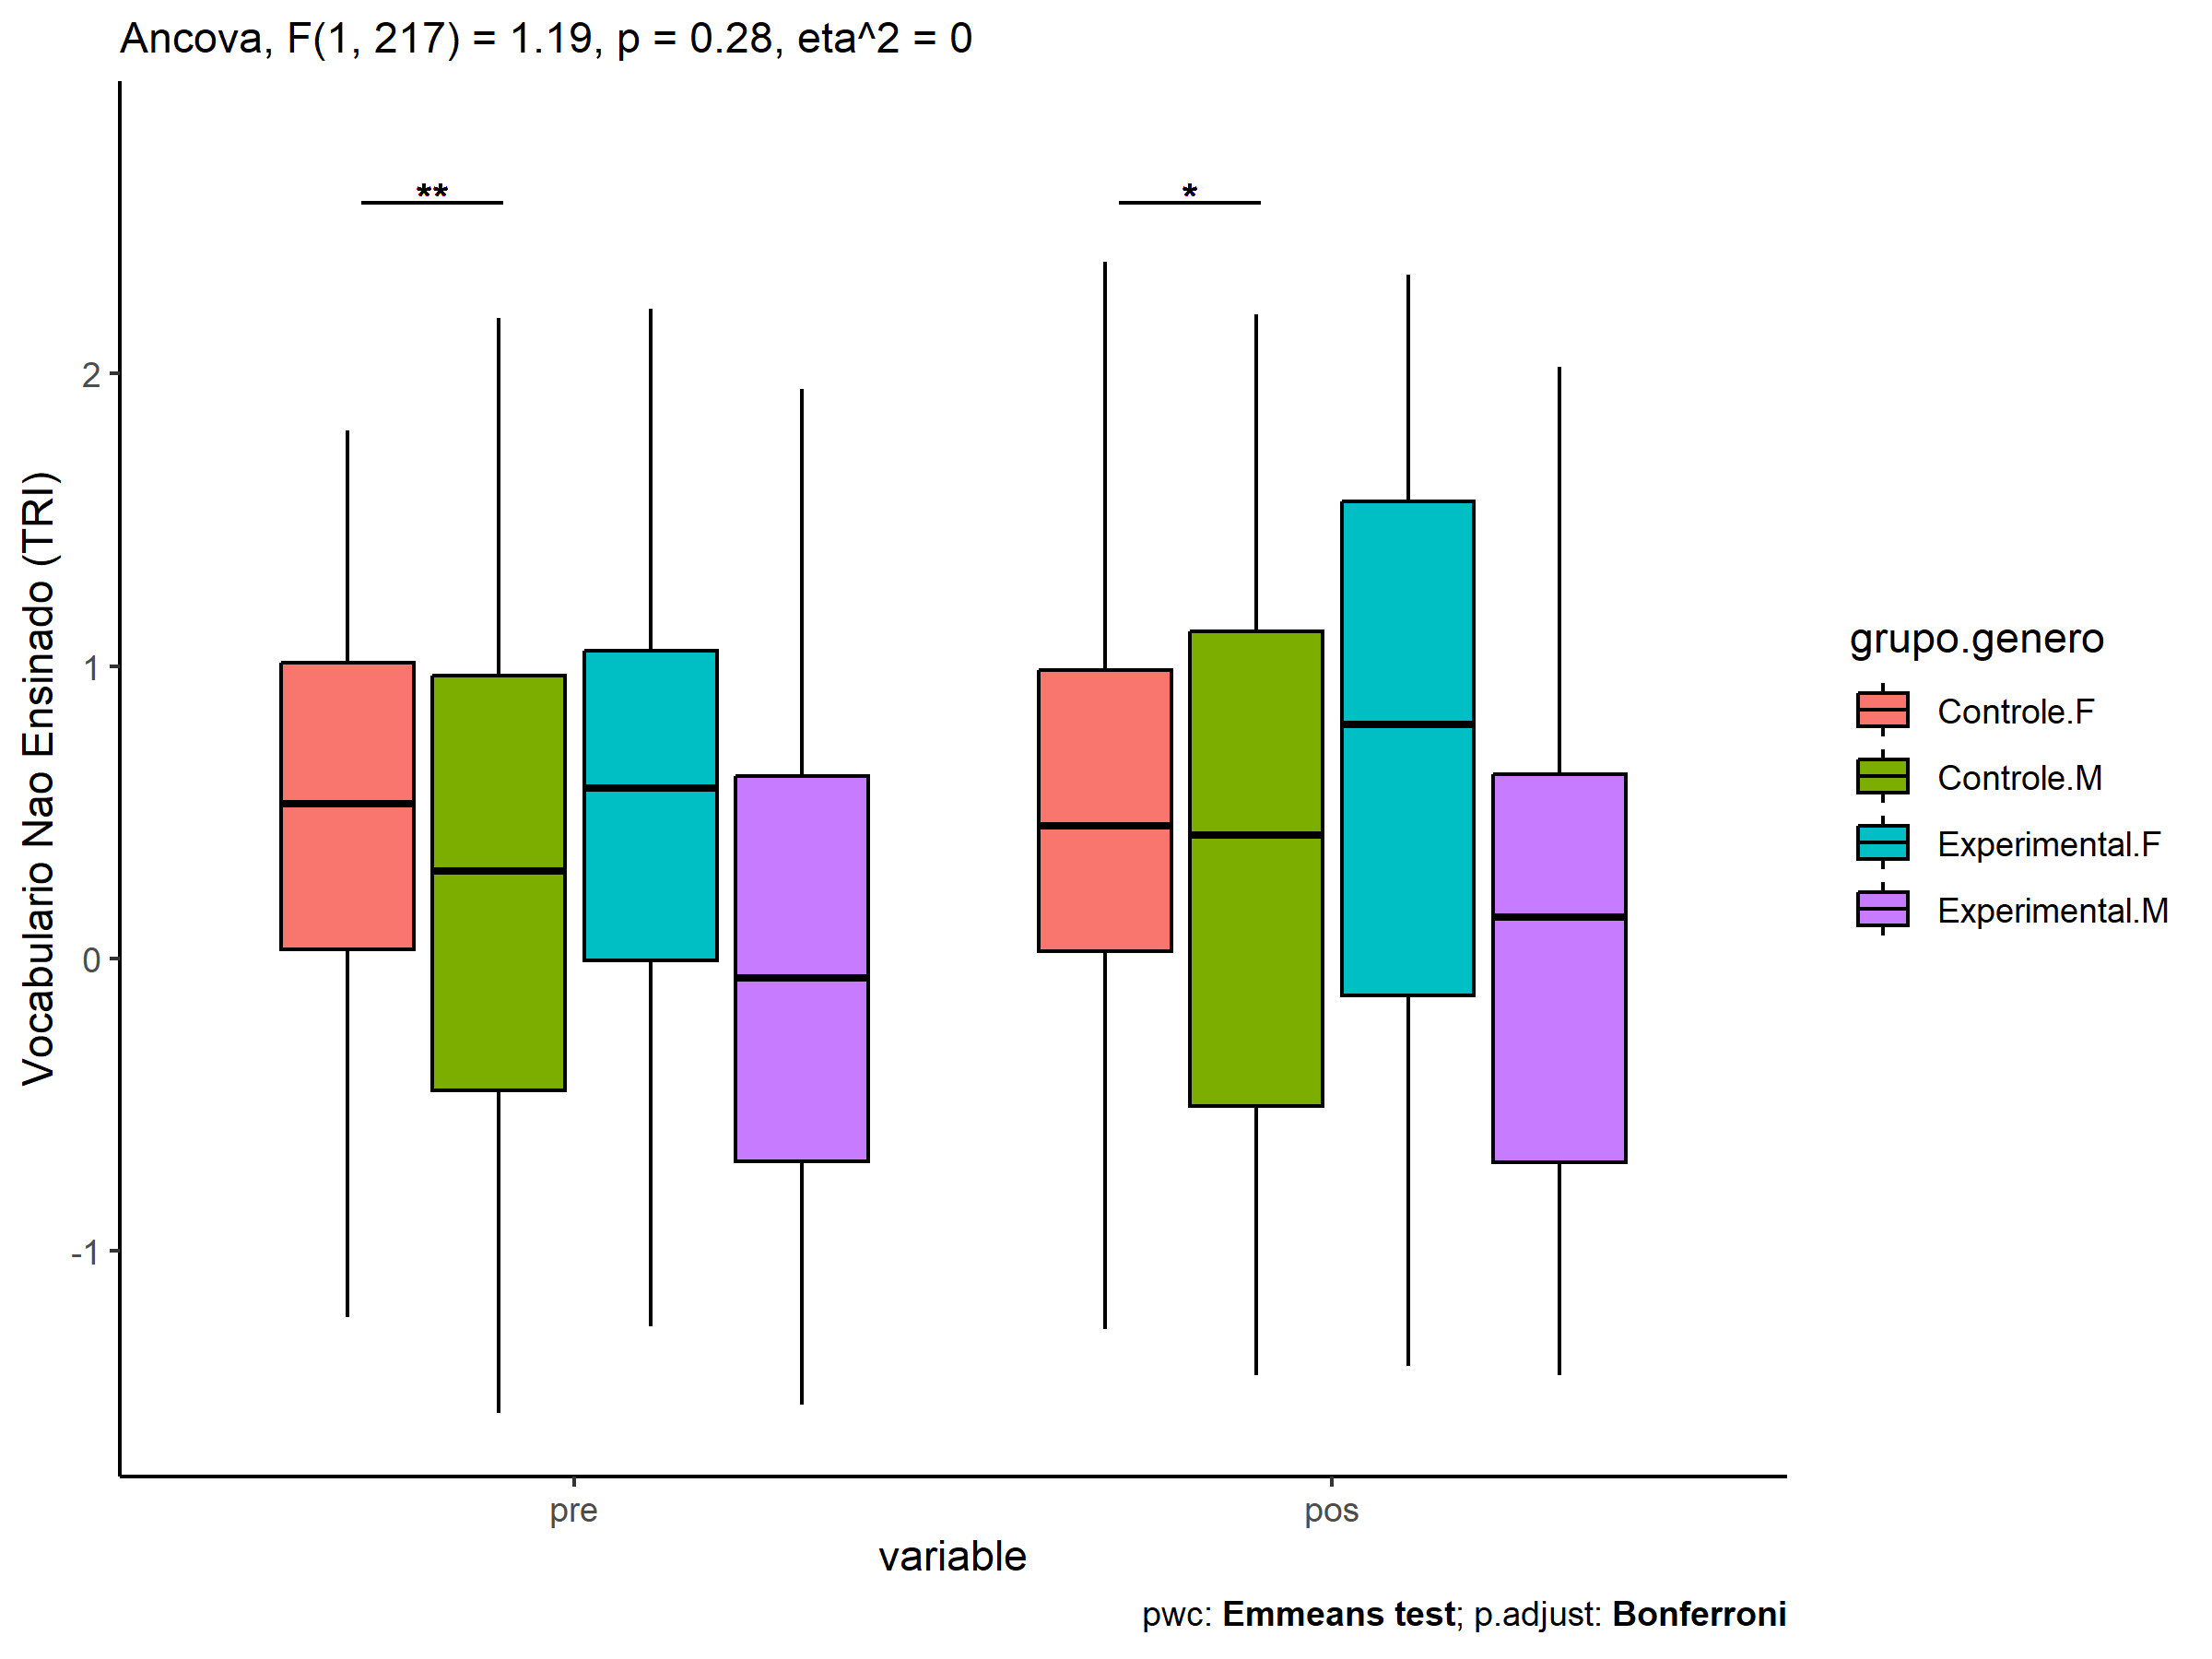 Ancova, F(1, 217) = 1.19, p = 0.28, eta^2 = 0
**
*
Vocabulario Nao Ensinado (TRI)
2
1
0
-1
pre
pos
variable
grupo.genero
Controle.F
Controle.M
Experimental.F
Experimental.M
pwc: Emmeans test; p.adjust: Bonferroni